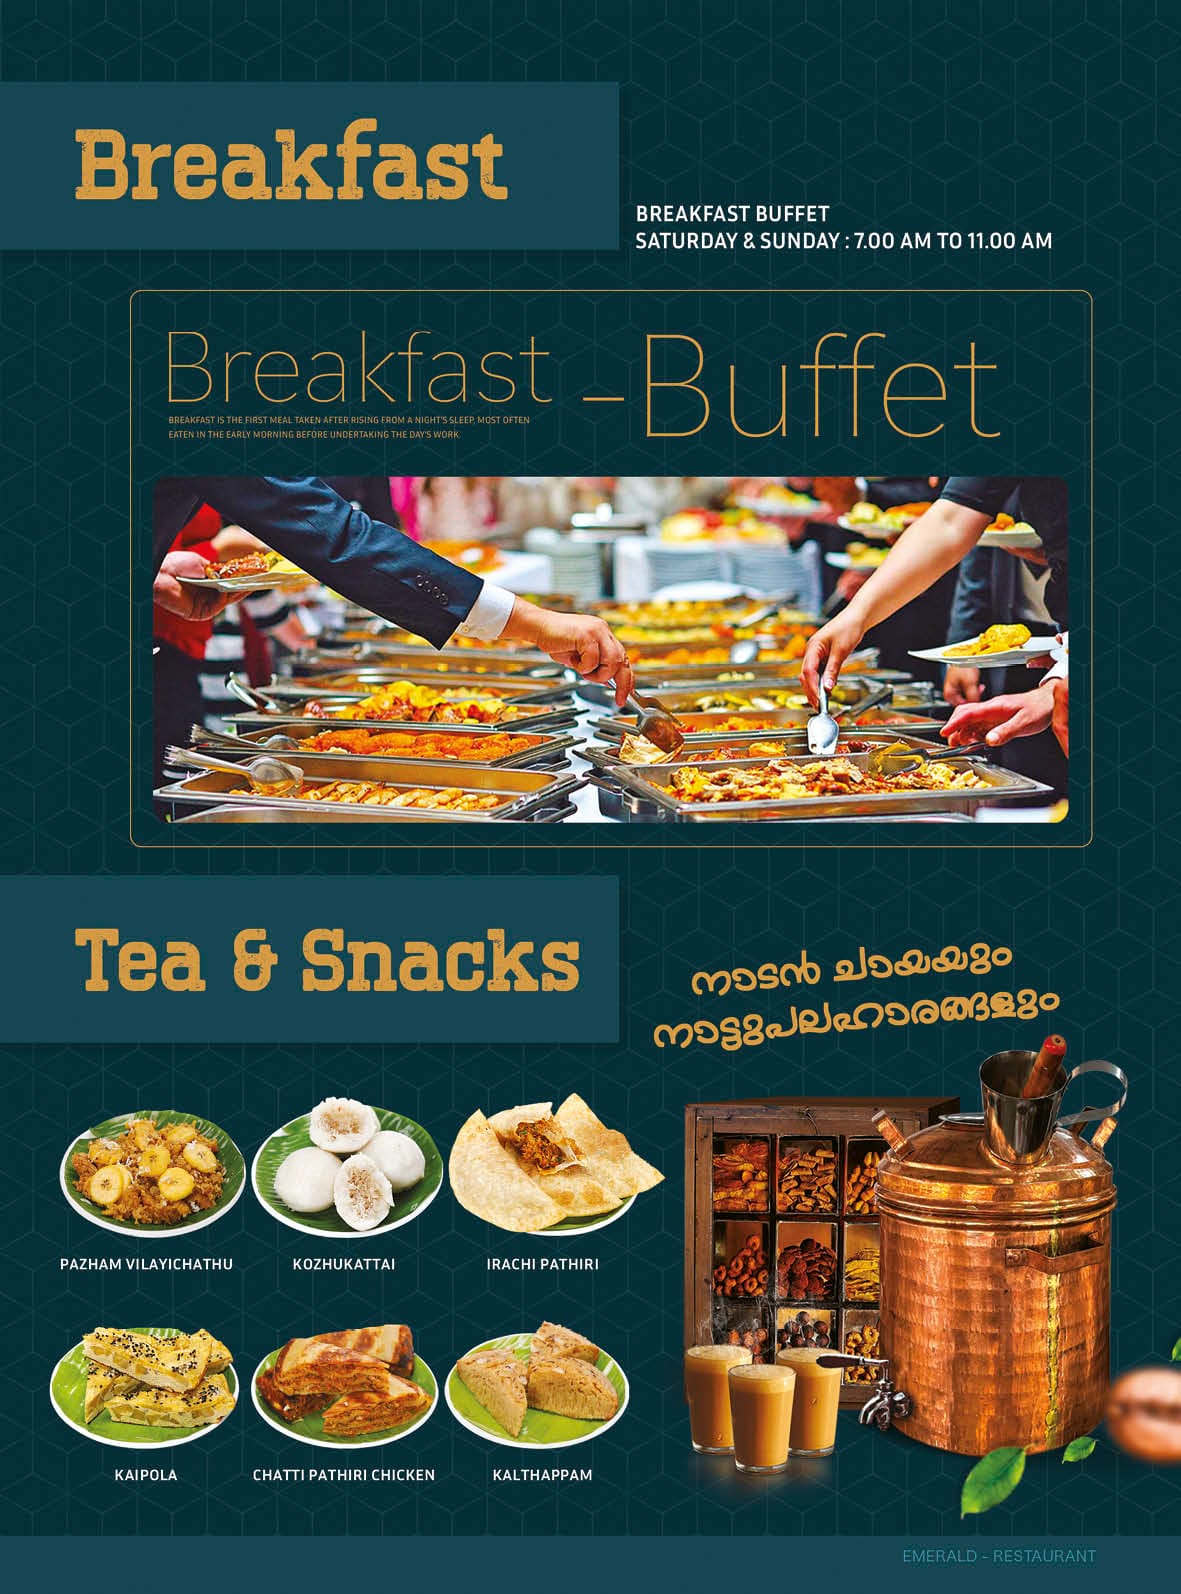 Breakfast
BREAKFAST BUFFET
SATURDAY & SUNDAY : 7.00 AM TO 11.00 AM
Breakfast - Buffet
BREAKFAST IS THE FIRST MEAL TAKEN AFTER RISING FROM A NIGHT'S SLEEP, MOST OFTEN
EATEN IN THE EARLY MORNING BEFORE UNDERTAKING THE DAY'S WORK.
Tea & Snacks
നാടൻ ചായയും
നാട്ടുപലഹാരങ്ങളും
PAZHAM VILAYICHATHU
KOZHUKATTAI
IRACHI PATHIRI
KAIPOLA
CHATTI PATHIRI CHICKEN
KALTHAPPAM
EMERALD - RESTAURANT